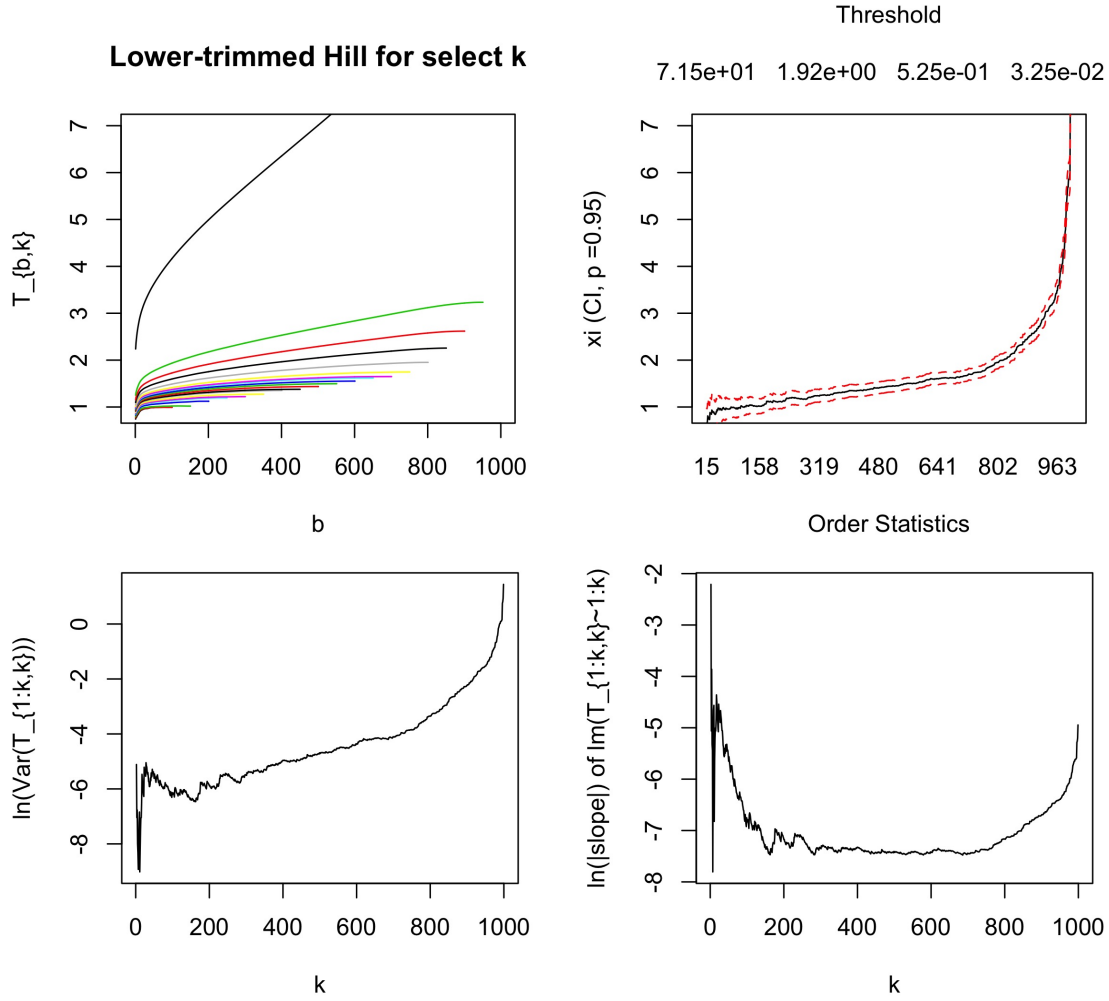 Lower-trimmed Hill for select k
T_{b,k}
7
6
5
4
3
2
1
0 200 400 600 800 1000
b
Threshold
7.15e+01 1.92e+00 5.25e-01 3.25e-02
xi (CI, p =0.95)
7
6
5
4
3
2
1
15 158 319 480 641 802 963
Order Statistics
ln(Var(T_{1:k,k}))
0
-2
-4
-6
-8
0 200 400 600 800 1000
k
ln(|slope|) of lm(T_{1:k,k}~1:k)
-2
-3
-4
-5
-6
-7
-8
0 200 400 600 800 1000
k